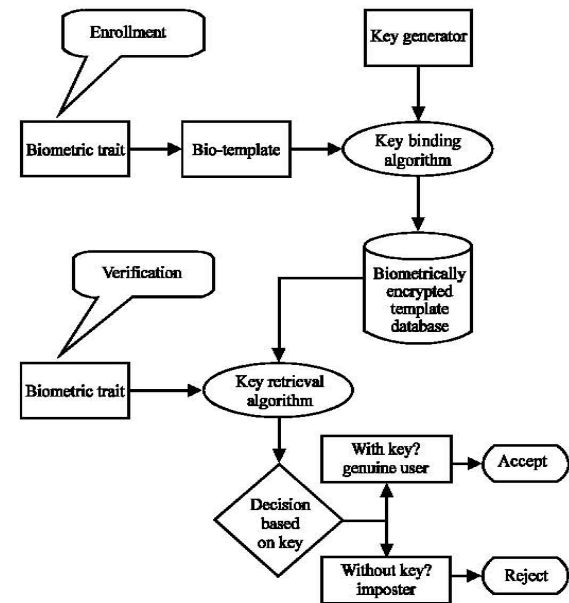 Enrollment
Key generator
Biometric trait
Bio-template
Key binding
algorithm
Verification
Biometrically
encrypted
template
database
Biometric trait
Key retrieval
algorithm
With key?
genuine user
Accept
Decision
based
on key
Without key?
imposter
Reject